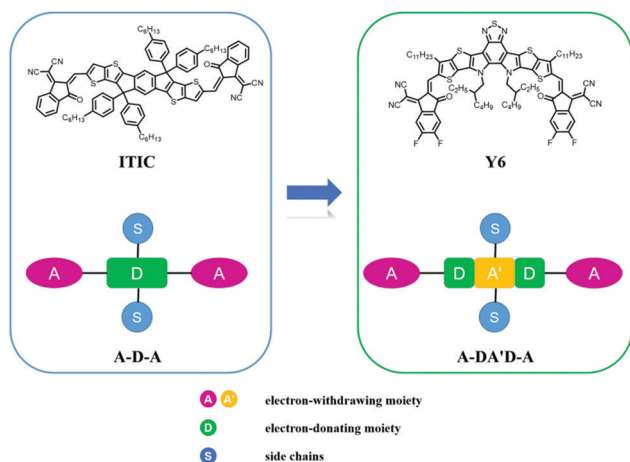 C₆H₁₃
C₆H₁₃
NC
CN
O
S
S
S
S
O
CN
NC
C₆H₁₃
C₆H₁₃
ITIC
N
S
N
C₁₁H₂₃
S
S
S
S
C₁₁H₂₃
N
N
NC
CN
O
C₂H₅
C₄H₉
C₂H₅
C₄H₉
O
NC
CN
F
F
F
F
Y6
S
A
D
A
S
A-D-A
S
A
D
A'
D
A
S
A-DA'D-A
A A' electron-withdrawing moiety
D electron-donating moiety
S side chains